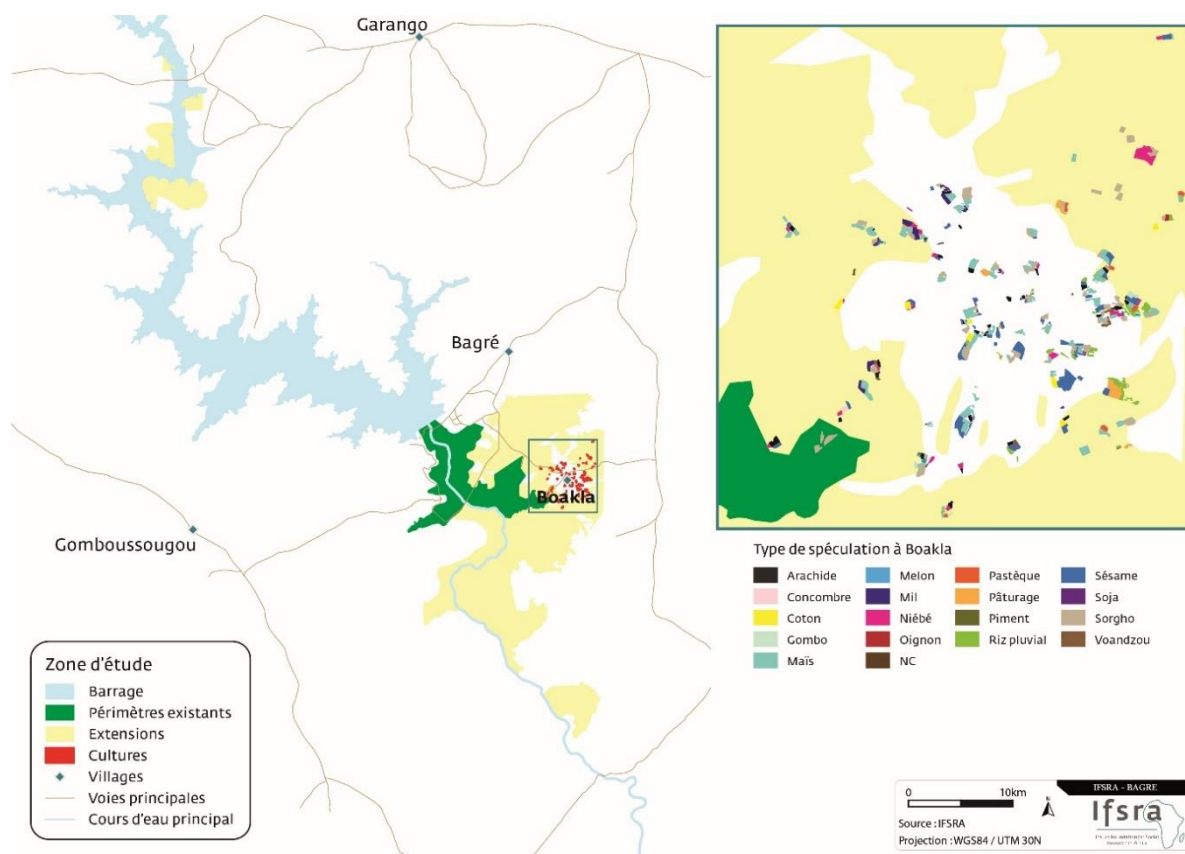 Garango
Bagré
Boakla
Gomboussougou
Zone d'étude
Barrage
Périmètres existants
Extensions
Cultures
Villages
Voies principales
Cours d'eau principal
Type de spéculation à Boakla
Arachide
Concombre
Coton
Gombo
Maïs
Melon
Mil
Niébé
Oignon
NC
Pastèque
Pâturage
Piment
Riz pluvial
Sésame
Soja
Sorgho
Voandzou
0 10km
Source : IFSRA
Projection : WGS84 / UTM 30N
IFSRA - BAGRE
Ifsra